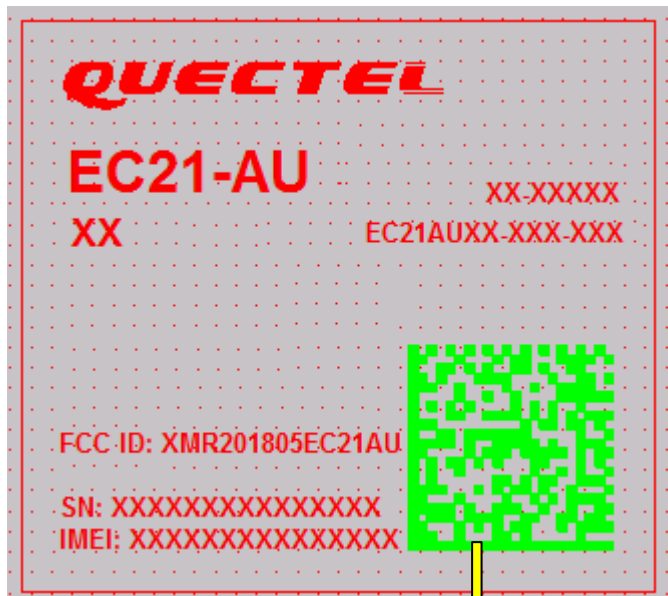 QUECTEL
EC21-AU
XX-XXXXX
XX
EC21AUXX-XXX-XXX
FCC ID: XMR201805EC21AU
SN: XXXXXXXXXXXXXXX
IMEI: XXXXXXXXXXXXXXX